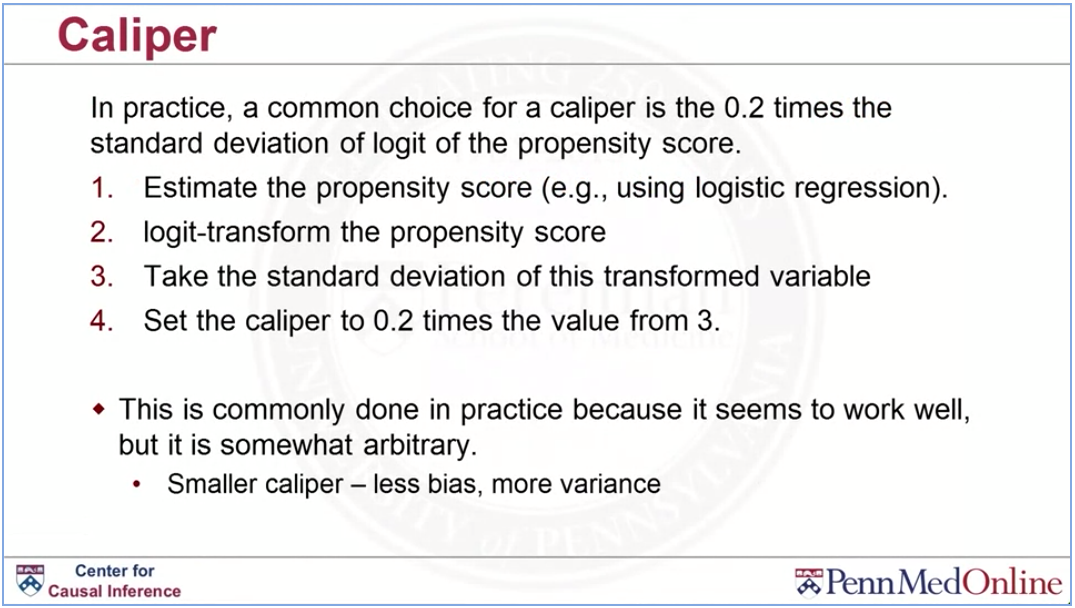 Caliper
In practice, a common choice for a caliper is the 0.2 times the
standard deviation of logit of the propensity score.
1. Estimate the propensity score (e.g., using logistic regression).
2. logit-transform the propensity score
3. Take the standard deviation of this transformed variable
4. Set the caliper to 0.2 times the value from 3.
◆ This is commonly done in practice because it seems to work well,
but it is somewhat arbitrary.
• Smaller caliper – less bias, more variance
Center for
Causal Inference
PennMedOnline